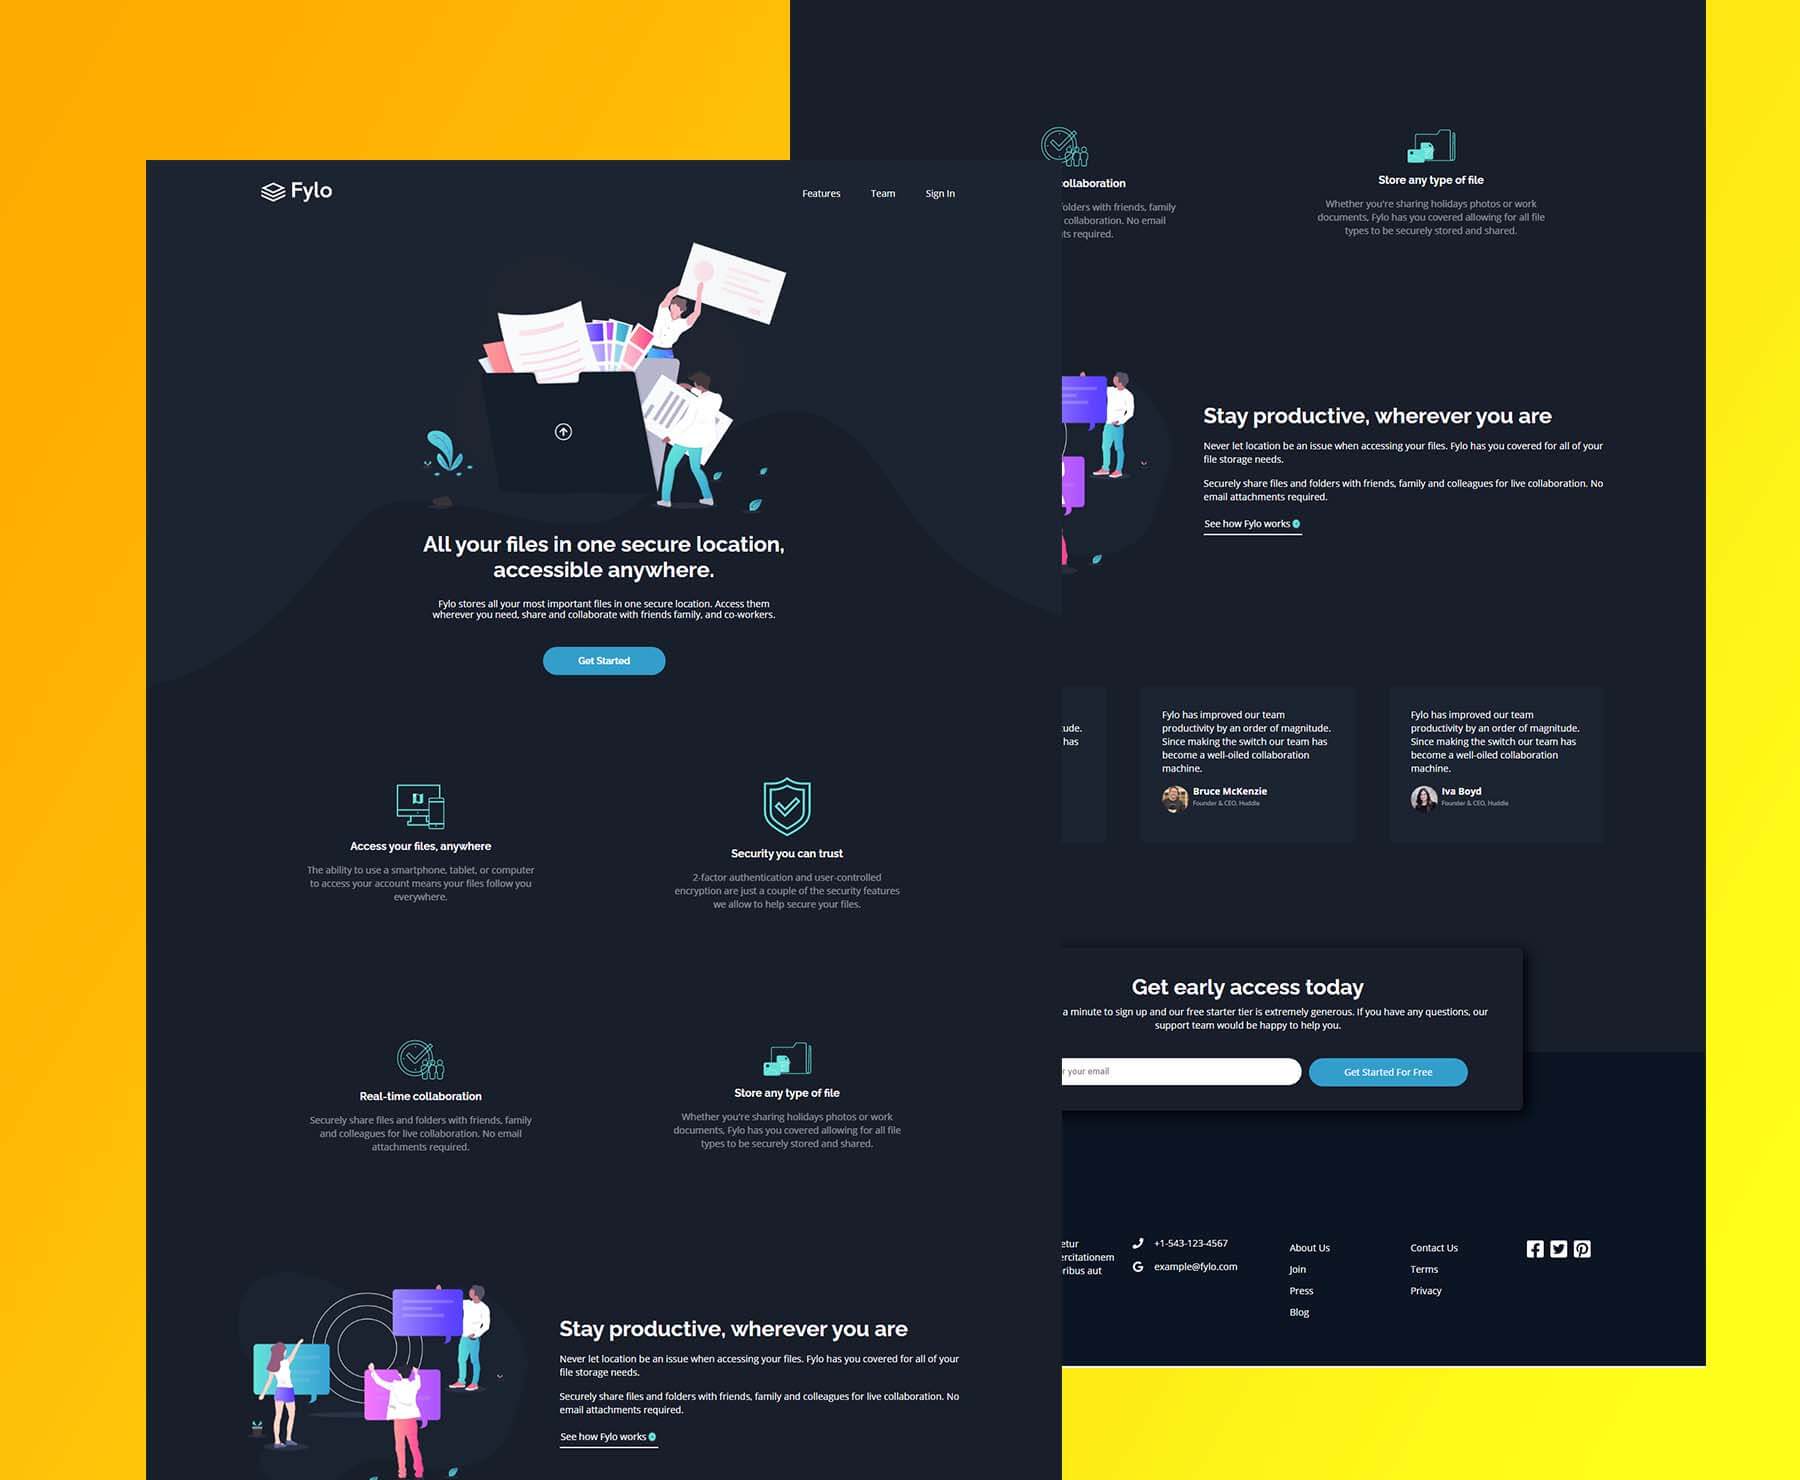 Fylo
Features
Team
Sign In
All your files in one secure location,
accessible anywhere.
Fylo stores all your most important files in one secure location. Access them
wherever you need, share and collaborate with friends family, and co-workers.
Get Started
Access your files, anywhere
The ability to use a smartphone, tablet, or computer
to access your account means your files follow you
everywhere.
Security you can trust
2-factor authentication and user-controlled
encryption are just a couple of the security features
we allow to help secure your files.
Real-time collaboration
Securely share files and folders with friends, family
and colleagues for live collaboration. No email
attachments required.
Store any type of file
Whether you're sharing holidays photos or work
documents, Fylo has you covered allowing for all file
types to be securely stored and shared.
Stay productive, wherever you are
Never let location be an issue when accessing your files. Fylo has you covered for all of your
file storage needs.
Securely share files and folders with friends, family and colleagues for live collaboration. No
email attachments required.
See how Fylo works
collaboration
folders with friends, family
collaboration. No email
ts required.
Store any type of file
Whether you're sharing holidays photos or work
documents, Fylo has you covered allowing for all file
types to be securely stored and shared.
Stay productive, wherever you are
Never let location be an issue when accessing your files. Fylo has you covered for all of your
file storage needs.
Securely share files and folders with friends, family and colleagues for live collaboration. No
email attachments required.
See how Fylo works
ude.
has
Fylo has improved our team
productivity by an order of magnitude.
Since making the switch our team has
become a well-oiled collaboration
machine.
Bruce McKenzie
Founder & CEO, Huddle
Fylo has improved our team
productivity by an order of magnitude.
Since making the switch our team has
become a well-oiled collaboration
machine.
Iva Boyd
Founder & CEO, Huddle
Get early access today
a minute to sign up and our free starter tier is extremely generous. If you have any questions, our
support team would be happy to help you.
r your email
Get Started For Free
etur
ercitationem
ribus aut
+1-543-123-4567
example@fylo.com
About Us
Join
Press
Blog
Contact Us
Terms
Privacy